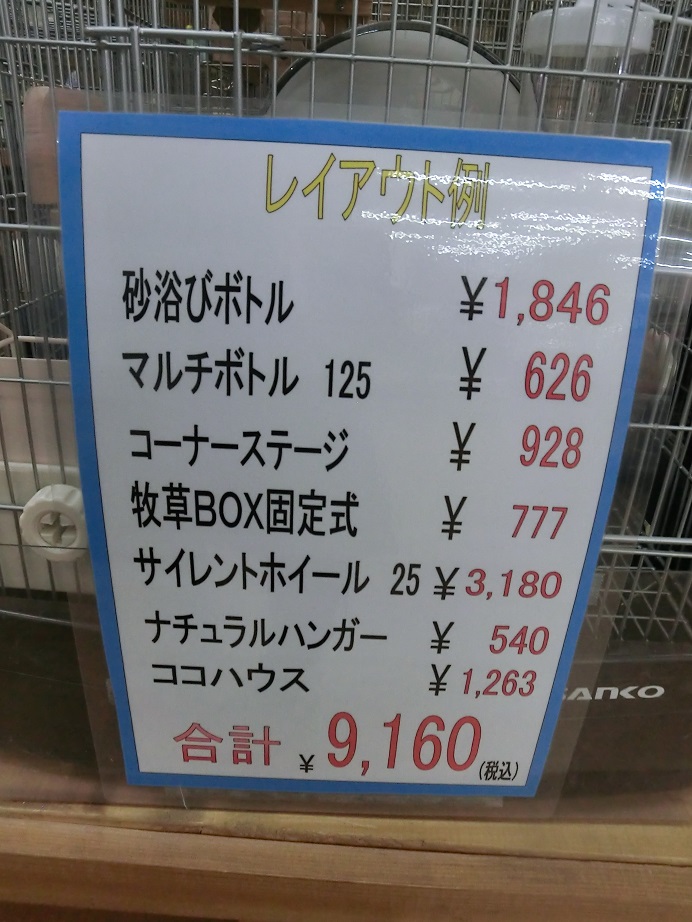 レイアウト例
砂浴びボトル ¥1,846
マルチボトル 125 ¥ 626
コーナーステージ ¥ 928
牧草BOX固定式 ¥ 777
サイレントホイール 25 ¥3,180
ナチュラルハンガー ¥ 540
ココハウス ¥1,263
合計 ¥9,160(税込)
SANKO